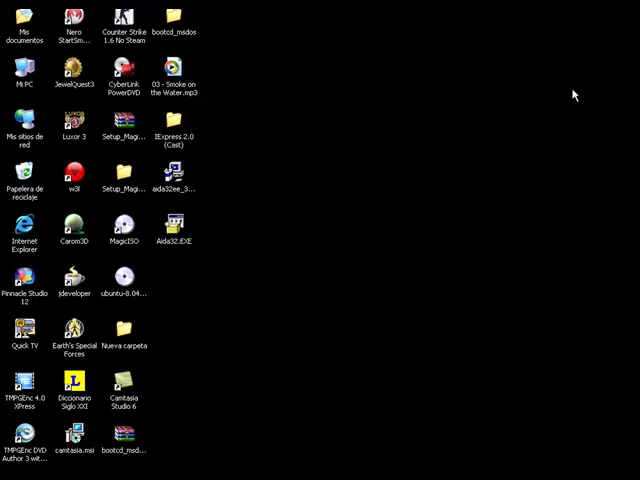 Mis
documentos
Nero
StartSm...
Counter Strike
1.6 No Steam
bootcd_msdos
Mi PC
JewelQuest3
CyberLink
PowerDVD
03 - Smoke on
the Water.mp3
Mis sitios de
red
LUXOR
Luxor 3
Setup_Magi...
IExpress 2.0
(Cast)
Papelera de
reciclaje
w3l
Setup_Magi...
aida32ee_3...
Internet
Explorer
Carom3D
MagicISO
Aida32.EXE
Pinnacle Studio
12
jdeveloper
ubuntu-8.04...
Quick TV
Earth's Special
Forces
Nueva carpeta
TMPGEnc 4.0
XPress
L
Diccionario
Siglo XXI
Camtasia
Studio 6
TMPGEnc DVD
Author 3 wit...
camtasia.msi
bootcd_msd...